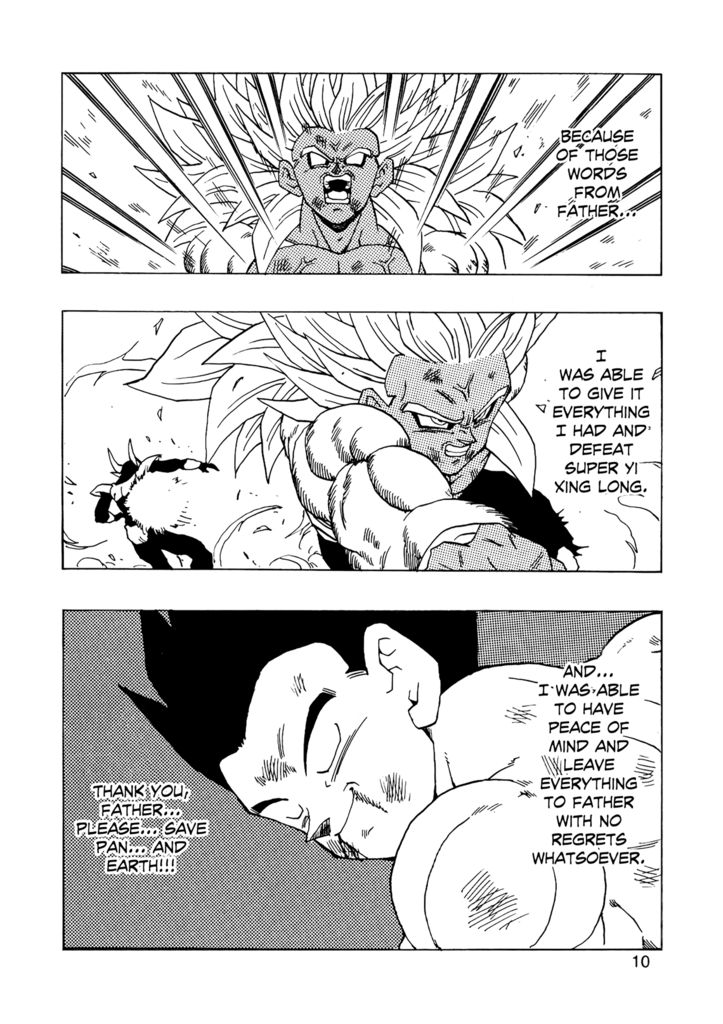 BECAUSE
OF THOSE
WORDS
FROM
FATHER...
I
WAS ABLE
TO GIVE IT
EVERYTHING
I HAD AND
DEFEAT
SUPER YI
XING LONG.
AND...
I WAS ABLE
TO HAVE
PEACE OF
MIND AND
LEAVE
EVERYTHING
TO FATHER
WITH NO
REGRETS
WHATSOEVER.
THANK YOU,
FATHER...
PLEASE... SAVE
PAN... AND
EARTH!!!
10